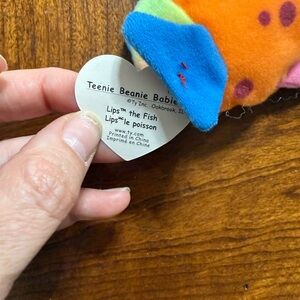 Teenie Beanie Babie
©Ty Inc., Oakbrook, IL
Lips™ the Fish
Lips™ le poisson
www.ty.com
Printed in China
Imprimé en Chine